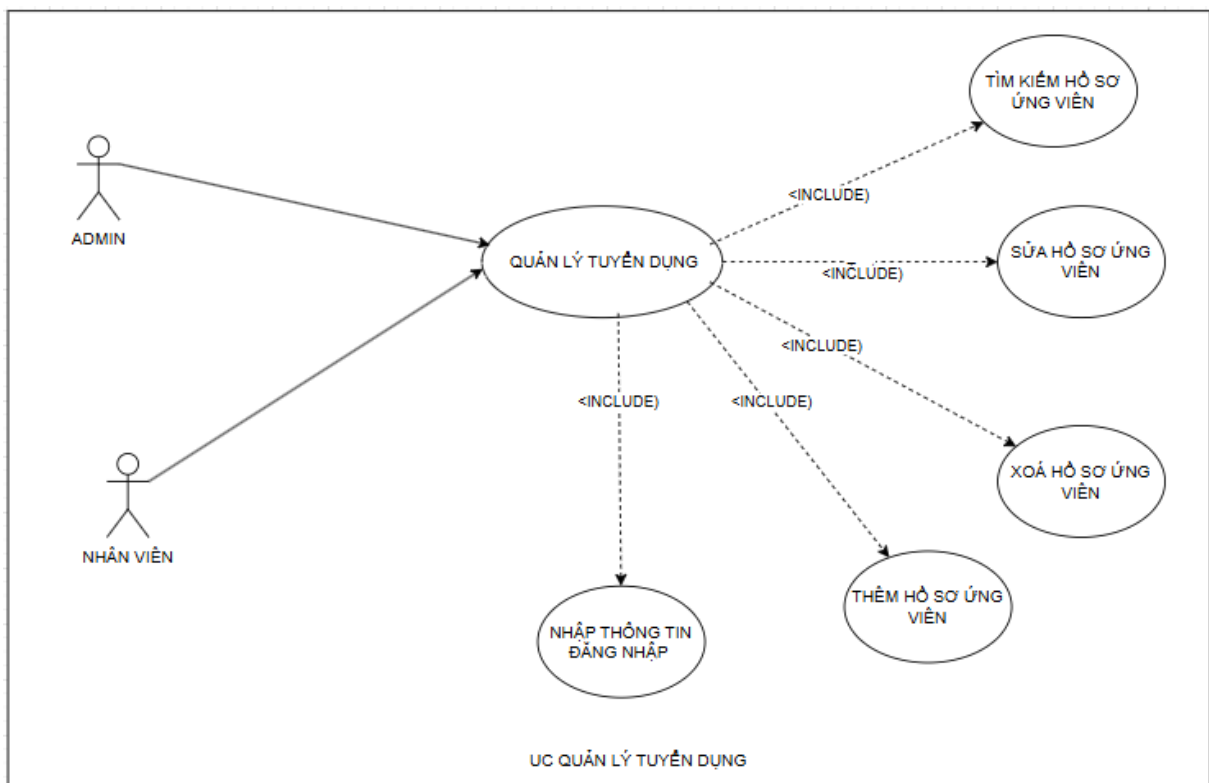 TÌM KIẾM HỒ SƠ
ỨNG VIÊN
<INCLUDE)
ADMIN
QUẢN LÝ TUYỂN DỤNG
SỬA HỒ SƠ ỨNG
VIÊN
<INCLUDE)
<INCLUDE)
<INCLUDE)
<INCLUDE)
XOÁ HỒ SƠ ỨNG
VIÊN
NHÂN VIÊN
THÊM HỒ SƠ ỨNG
VIÊN
NHẬP THÔNG TIN
ĐĂNG NHẬP
UC QUẢN LÝ TUYỂN DỤNG